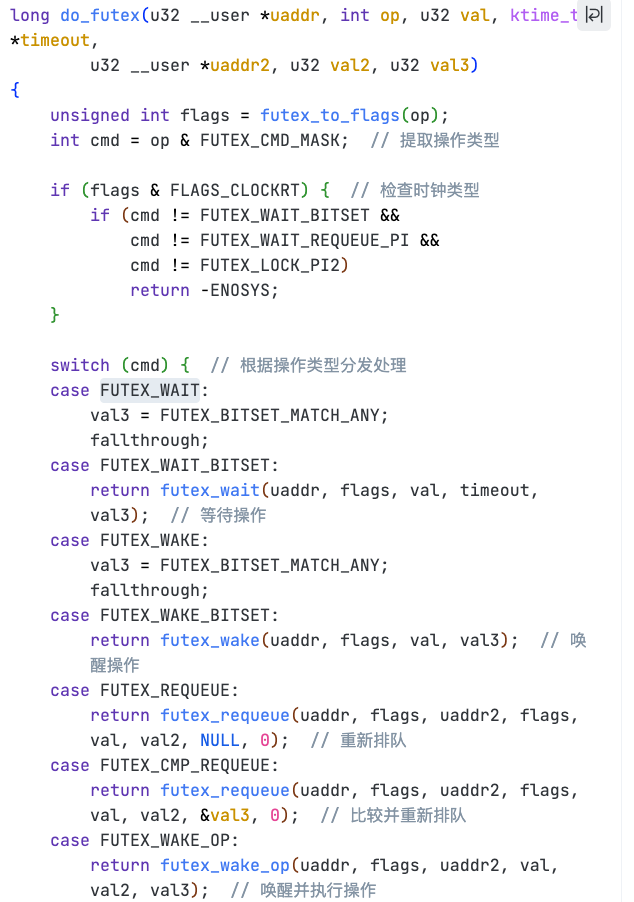 long do_futex(u32 __user *uaddr, int op, u32 val, ktime_t
*timeout,
        u32 __user *uaddr2, u32 val2, u32 val3)
{
    unsigned int flags = futex_to_flags(op);
    int cmd = op & FUTEX_CMD_MASK;  // 提取操作类型

    if (flags & FLAGS_CLOCKRT) {  // 检查时钟类型
        if (cmd != FUTEX_WAIT_BITSET &&
            cmd != FUTEX_WAIT_REQUEUE_PI &&
            cmd != FUTEX_LOCK_PI2)
            return -ENOSYS;
    }

    switch (cmd) {  // 根据操作类型分发处理
    case FUTEX_WAIT:
        val3 = FUTEX_BITSET_MATCH_ANY;
        fallthrough;
    case FUTEX_WAIT_BITSET:
        return futex_wait(uaddr, flags, val, timeout,
        val3);  // 等待操作
    case FUTEX_WAKE:
        val3 = FUTEX_BITSET_MATCH_ANY;
        fallthrough;
    case FUTEX_WAKE_BITSET:
        return futex_wake(uaddr, flags, val, val3);  // 唤
        醒操作
    case FUTEX_REQUEUE:
        return futex_requeue(uaddr, flags, uaddr2, flags,
        val, val2, NULL, 0);  // 重新排队
    case FUTEX_CMP_REQUEUE:
        return futex_requeue(uaddr, flags, uaddr2, flags,
        val, val2, &val3, 0);  // 比较并重新排队
    case FUTEX_WAKE_OP:
        return futex_wake_op(uaddr, flags, uaddr2, val,
        val2, val3);  // 唤醒并执行操作